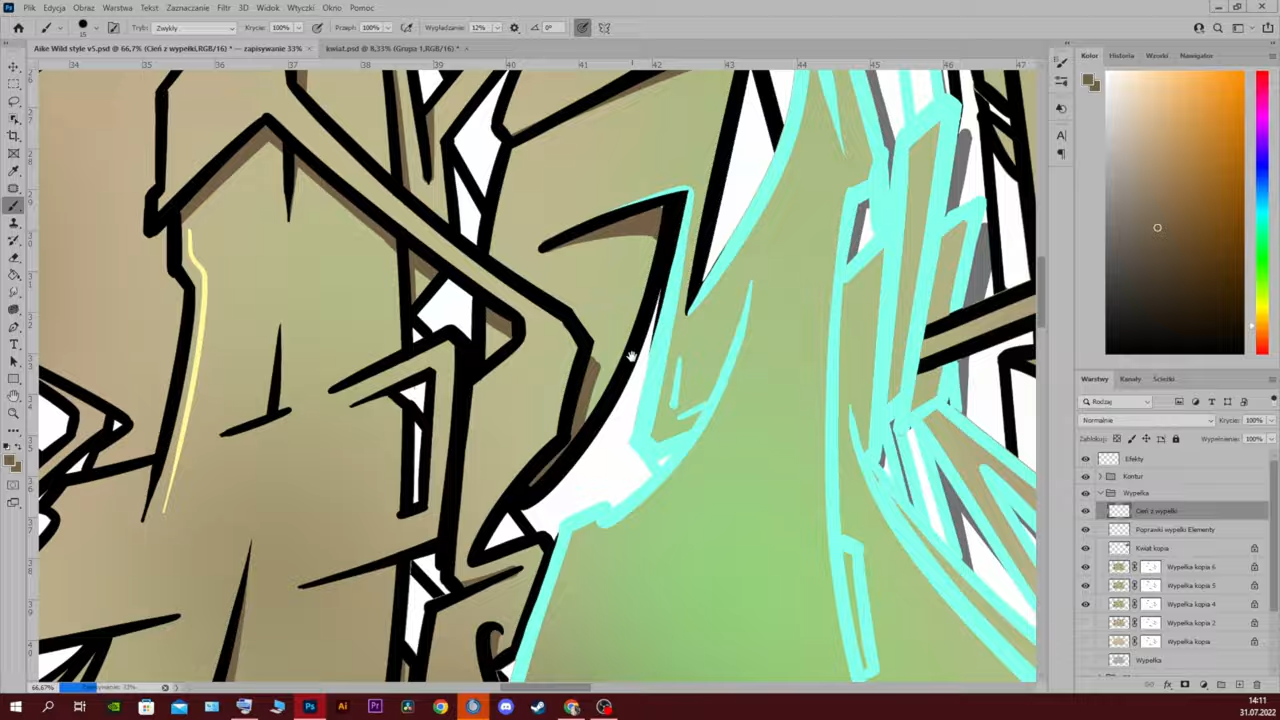 Plik Edycja Obraz Warstwa Tekst Zaznaczanie Filtr 3D Widok Wtyczki Okno Pomoc
15 Tryb: Zwykły Krycie: 100% Przepł.: 100% Wygładzanie: 12% 0°
Aike Wild style v5.psd @ 66,7% (Cień z wypełki,RGB/16) * — zapisywanie 33% × kwiat.psd @ 8,33% (Grupa 1,RGB/16) * ×
34 35 36 37 38 39 40 41 42 43 44 45 46 47
Kolor Historia Wzorki Nawigator
Warstwy Kanały Ścieżki
Rodzaj
Normalnie Krycie: 100%
Zablokuj: Wypełnienie: 100%
Efekty
Kontur
Wypełka
Cień z wypełki
Poprawki wypełki Elementy
Kwiat kopia
Wypełka kopia 6
Wypełka kopia 5
Wypełka kopia 4
Wypełka kopia 2
Wypełka kopia
Wypełka
66,67% Zapisywanie: 33%
14:11
31.07.2022